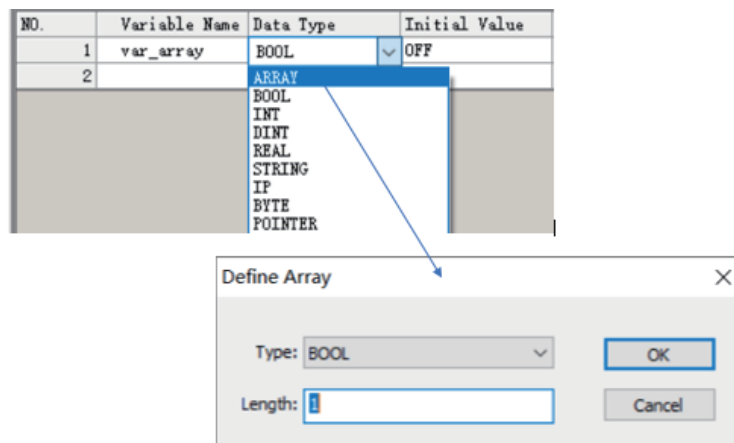 NO. Variable Name Data Type Initial Value
1 var_array BOOL OFF
2 ARRAY
BOOL
INT
DINT
REAL
STRING
IP
BYTE
POINTER
Define Array
Type: BOOL OK
Length: 1 Cancel